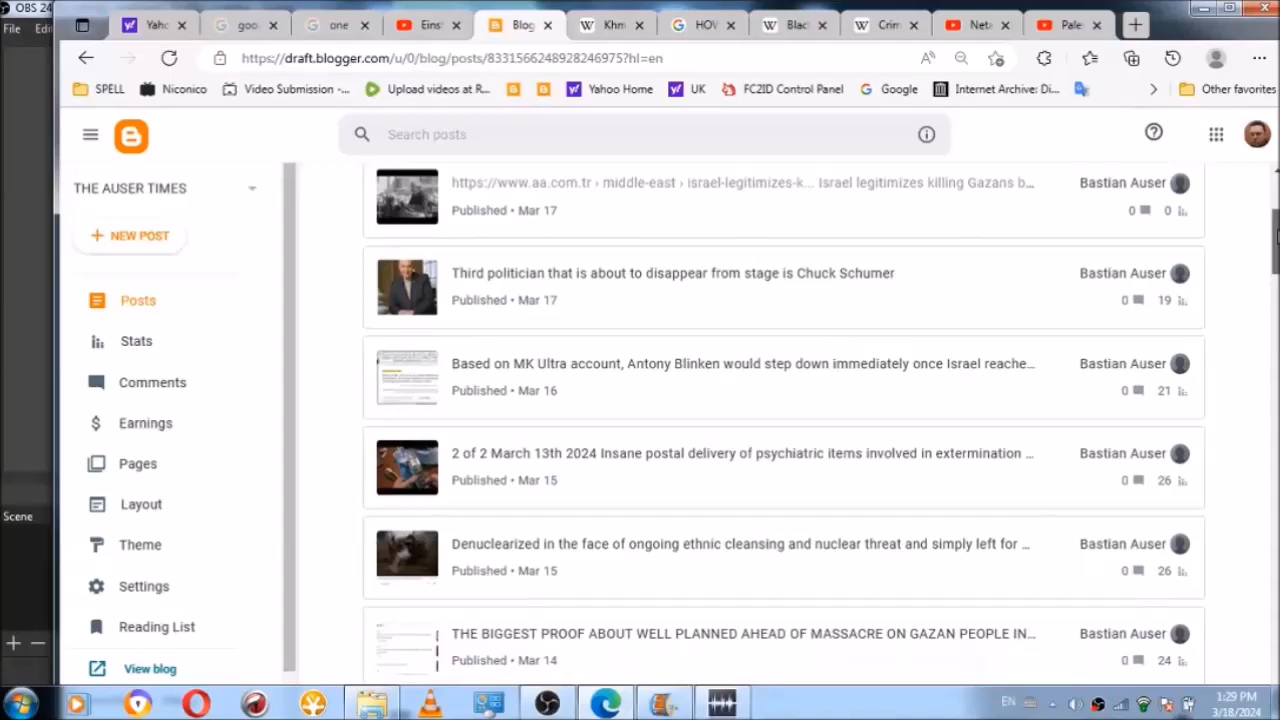 OBS 24
File Edi
Yaho
goo
one
Eins
Blog
Khm
HOV
Blac
Crim
Neta
Pale
https://draft.blogger.com/u/0/blog/posts/8331566248928246975?hl=en
SPELL
Niconico
Video Submission -...
Upload videos at R...
Yahoo Home
UK
FC2ID Control Panel
Google
Internet Archive: Di...
Other favorites
Search posts
THE AUSER TIMES
+ NEW POST
Posts
Stats
Comments
Earnings
Pages
Layout
Theme
Settings
Reading List
View blog
https://www.aa.com.tr › middle-east › israel-legitimizes-k... Israel legitimizes killing Gazans b...
Bastian Auser
Published • Mar 17
0 0
Third politician that is about to disappear from stage is Chuck Schumer
Bastian Auser
Published • Mar 17
0 19
Based on MK Ultra account, Antony Blinken would step down immediately once Israel reache...
Bastian Auser
Published • Mar 16
0 21
2 of 2 March 13th 2024 Insane postal delivery of psychiatric items involved in extermination ...
Bastian Auser
Published • Mar 15
0 26
Denuclearized in the face of ongoing ethnic cleansing and nuclear threat and simply left for ...
Bastian Auser
Published • Mar 15
0 26
THE BIGGEST PROOF ABOUT WELL PLANNED AHEAD OF MASSACRE ON GAZAN PEOPLE IN...
Bastian Auser
Published • Mar 14
0 24
Scene
EN
1:29 PM
3/18/2024